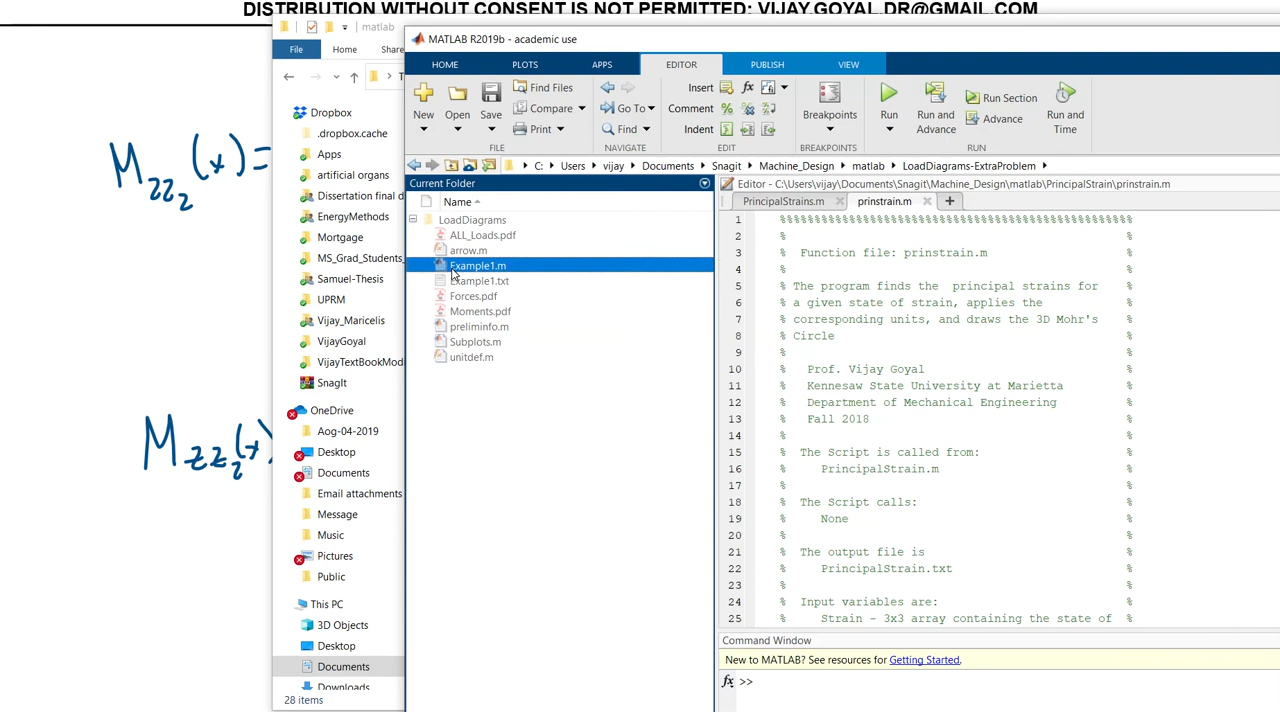 DISTRIBUTION WITHOUT CONSENT IS NOT PERMITTED: VIJAY.GOYAL.DR@GMAIL.COM
matlab
MATLAB R2019b - academic use
File
Home
Share
HOME
PLOTS
APPS
EDITOR
PUBLISH
VIEW
New
Open
Save
Find Files
Compare
Print
FILE
Go To
Find
NAVIGATE
Insert
fx
Comment
Indent
EDIT
Breakpoints
BREAKPOINTS
Run
Run and
Advance
Run Section
Advance
Run and
Time
RUN
C:
Users
vijay
Documents
Snagit
Machine_Design
matlab
LoadDiagrams-ExtraProblem
Current Folder
Name
LoadDiagrams
ALL_Loads.pdf
arrow.m
Example1.m
Example1.txt
Forces.pdf
Moments.pdf
preliminfo.m
Subplots.m
unitdef.m
Dropbox
.dropbox.cache
Apps
artificial organs
Dissertation final d
EnergyMethods
Mortgage
MS_Grad_Students_
Samuel-Thesis
UPRM
Vijay_Maricelis
VijayGoyal
VijayTextBookMod
SnagIt
OneDrive
Aog-04-2019
Desktop
Documents
Email attachments
Message
Music
Pictures
Public
This PC
3D Objects
Desktop
Documents
Downloads
28 items
M zz2 (x) =
M zz2 (x)
Editor - C:\Users\vijay\Documents\Snagit\Machine_Design\matlab\PrincipalStrain\prinstrain.m
PrincipalStrains.m
prinstrain.m
1 %%%%%%%%%%%%%%%%%%%%%%%%%%%%%%%%%%%%%%%%%%%%%%%%%%%
2 % %
3 % Function file: prinstrain.m %
4 % %
5 % The program finds the principal strains for %
6 % a given state of strain, applies the %
7 % corresponding units, and draws the 3D Mohr's %
8 % Circle %
9 % %
10 % Prof. Vijay Goyal %
11 % Kennesaw State University at Marietta %
12 % Department of Mechanical Engineering %
13 % Fall 2018 %
14 % %
15 % The Script is called from: %
16 % PrincipalStrain.m %
17 % %
18 % The Script calls: %
19 % None %
20 % %
21 % The output file is %
22 % PrincipalStrain.txt %
23 % %
24 % Input variables are: %
25 % Strain - 3x3 array containing the state of %
Command Window
New to MATLAB? See resources for Getting Started.
fx >>